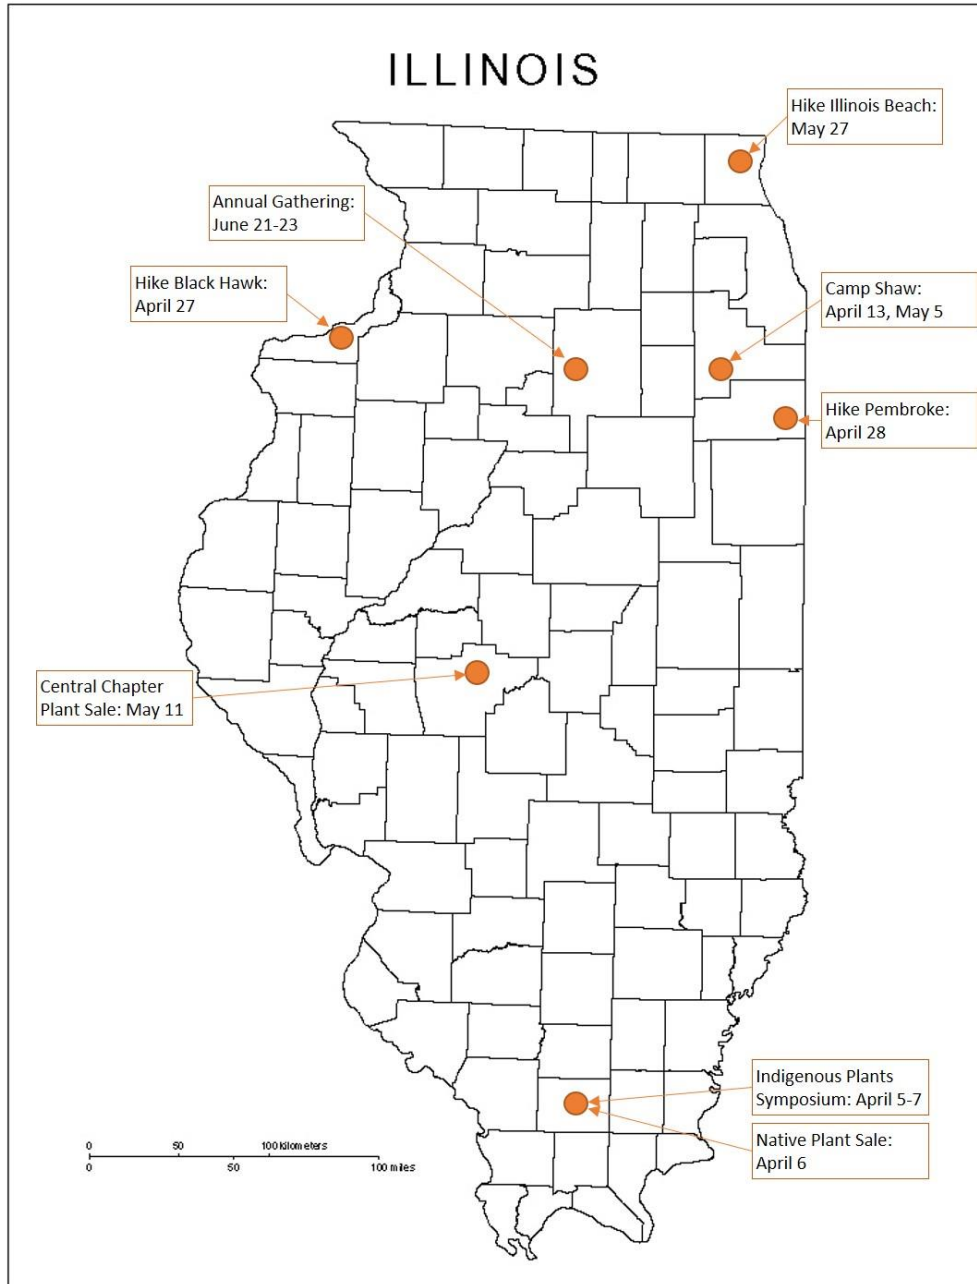 ILLINOIS
Hike Illinois Beach:
May 27
Annual Gathering:
June 21-23
Hike Black Hawk:
April 27
Camp Shaw:
April 13, May 5
Hike Pembroke:
April 28
Central Chapter
Plant Sale: May 11
Indigenous Plants
Symposium: April 5-7
Native Plant Sale:
April 6
0 50 100 kilometers
0 50 100 miles